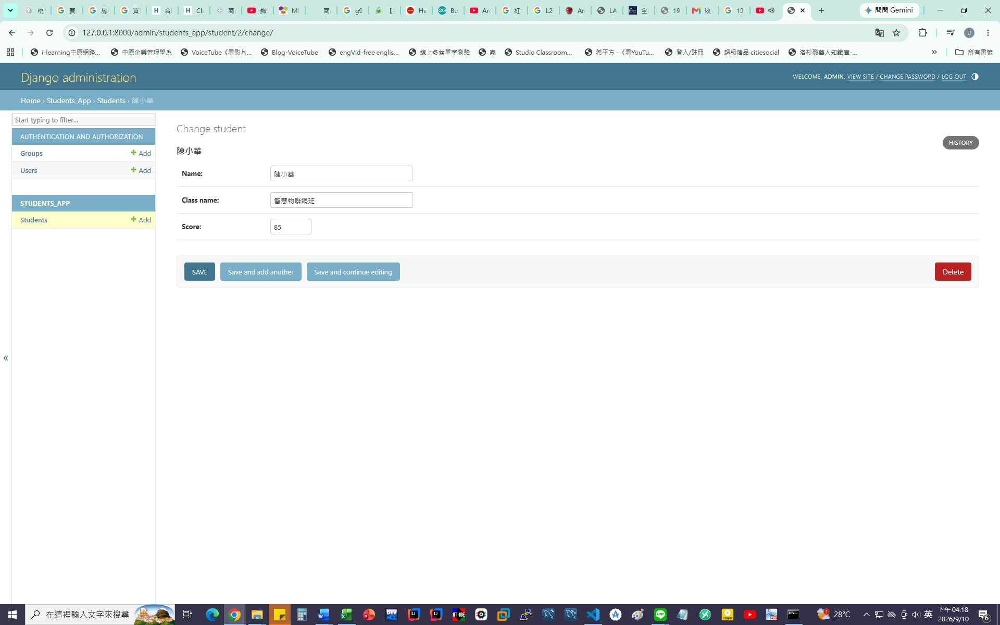 問問 Gemini
127.0.0.1:8000/admin/students_app/student/2/change/
i-learning中原網路...
中原企業管理學系
VoiceTube《看影片...
Blog-VoiceTube
engVid-free englis...
線上多益單字測驗
家
Studio Classroom...
希平方 -《看YouTu...
登入/註冊
超級精品 citiesocial
洛杉磯華人知識庫-...
所有書籤
Django administration
WELCOME, ADMIN. VIEW SITE / CHANGE PASSWORD / LOG OUT
Home › Students_App › Students › 陳小華
Start typing to filter...
AUTHENTICATION AND AUTHORIZATION
Groups
Add
Users
Add
STUDENTS_APP
Students
Add
Change student
HISTORY
陳小華
Name:
陳小華
Class name:
智慧物聯網班
Score:
85
SAVE
Save and add another
Save and continue editing
Delete
«
在這裡輸入文字來搜尋
28°C
英
下午 04:18
2026/9/10
6